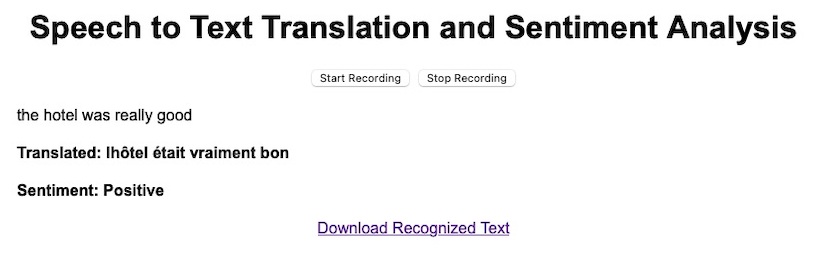 Speech to Text Translation and Sentiment Analysis
Start Recording Stop Recording
the hotel was really good
Translated: lhôtel était vraiment bon
Sentiment: Positive
Download Recognized Text